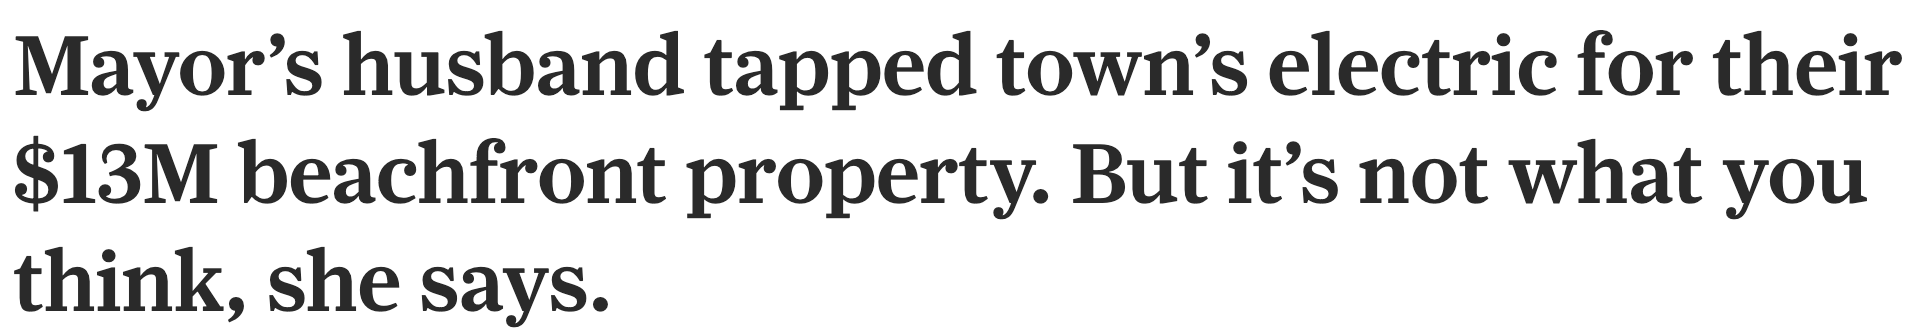 Mayor’s husband tapped town’s electric for their
$13M beachfront property. But it’s not what you
think, she says.